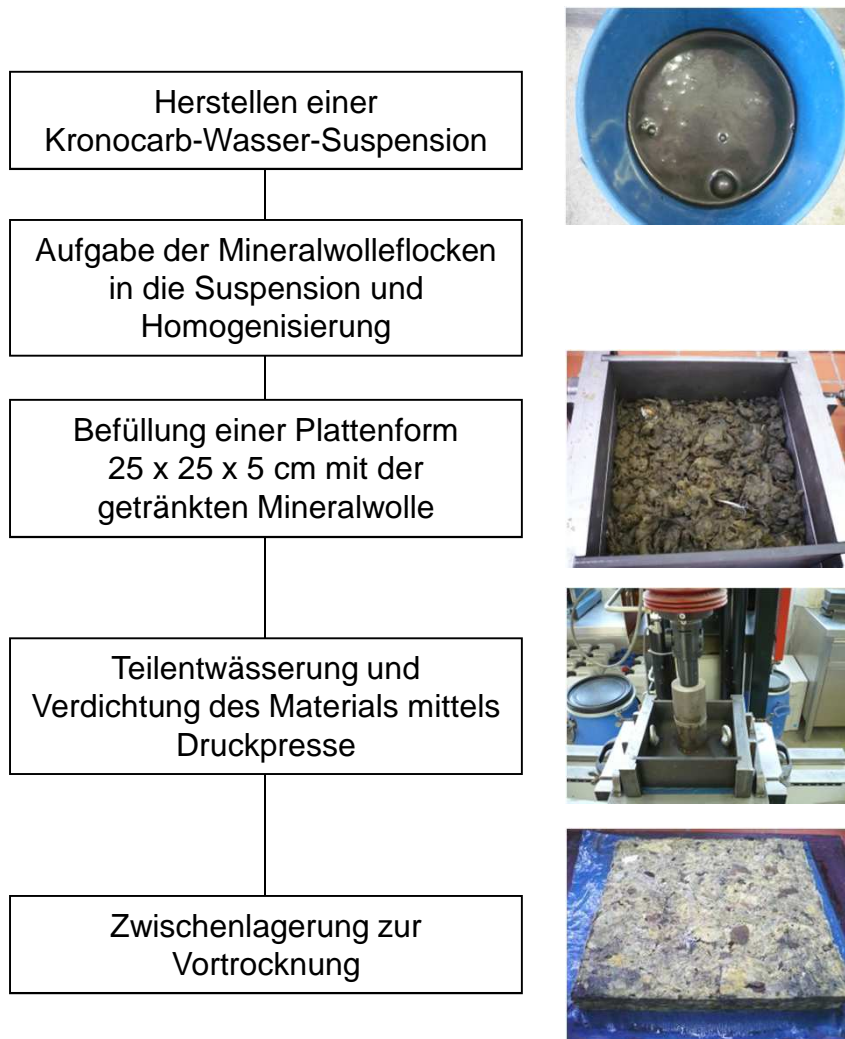 Herstellen einer
Kronocarb-Wasser-Suspension
Aufgabe der Mineralwolleflocken
in die Suspension und
Homogenisierung
Befüllung einer Plattenform
25 x 25 x 5 cm mit der
getränkten Mineralwolle
Teilentwässerung und
Verdichtung des Materials mittels
Druckpresse
Zwischenlagerung zur
Vortrocknung